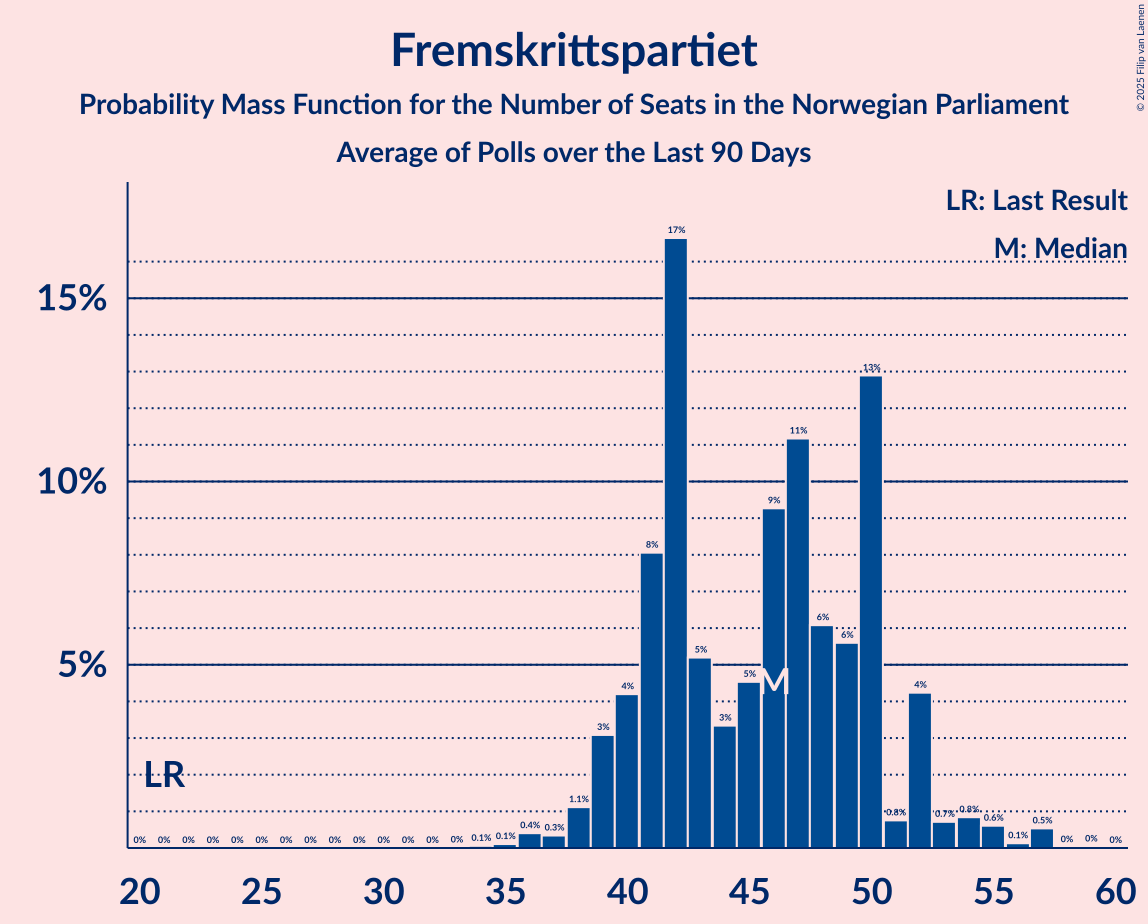 Fremskrittspartiet
Probability Mass Function for the Number of Seats in the Norwegian Parliament
Average of Polls over the Last 90 Days
© 2025 Filip van Laenen
LR: Last Result
M: Median
17%
15%
13%
11%
10%
9%
8%
6%
6%
5%
5%
5%
M
4%
4%
3%
3%
LR
1.1%
0.8%
0.7%
0.8%
0.6%
0.5%
0.4%
0.3%
0.1%
0% 0% 0% 0% 0% 0% 0% 0% 0% 0% 0% 0% 0% 0% 0.1% 0.1% 0% 0% 0%
20 25 30 35 40 45 50 55 60